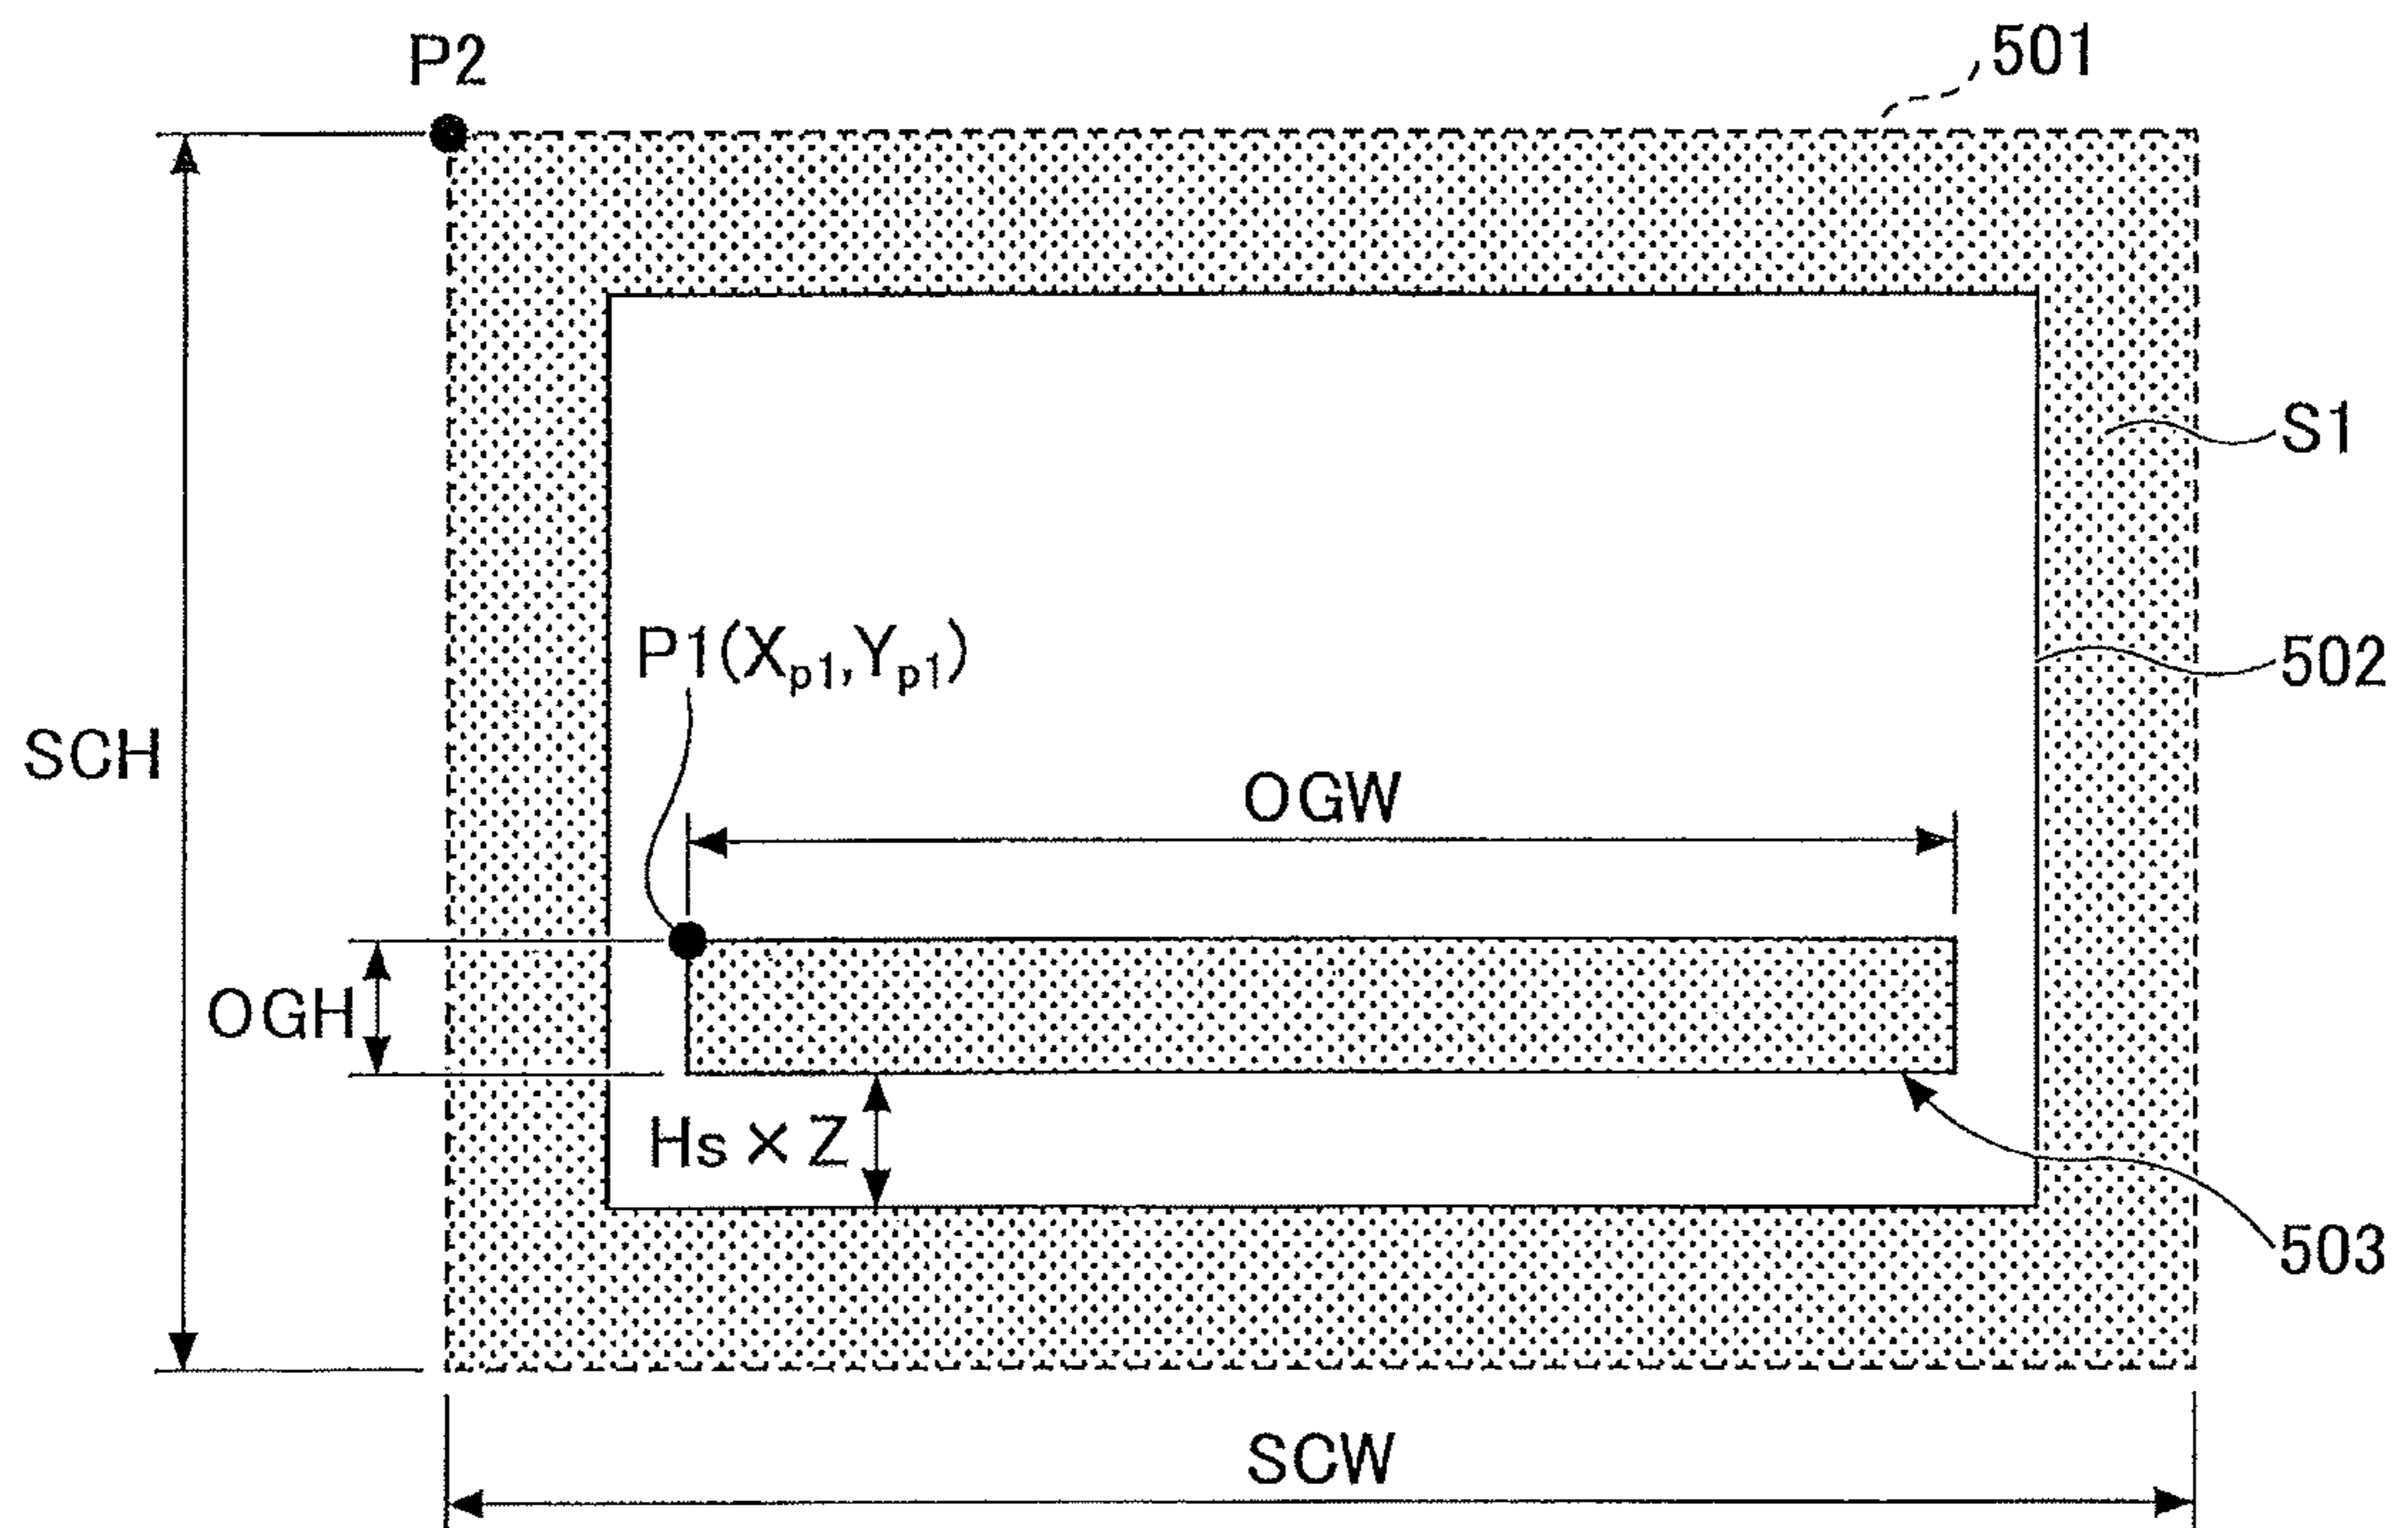 P2
501
S1
P1(Xp1,Yp1)
502
SCH
OGW
OGH
Hs × Z
503
SCW